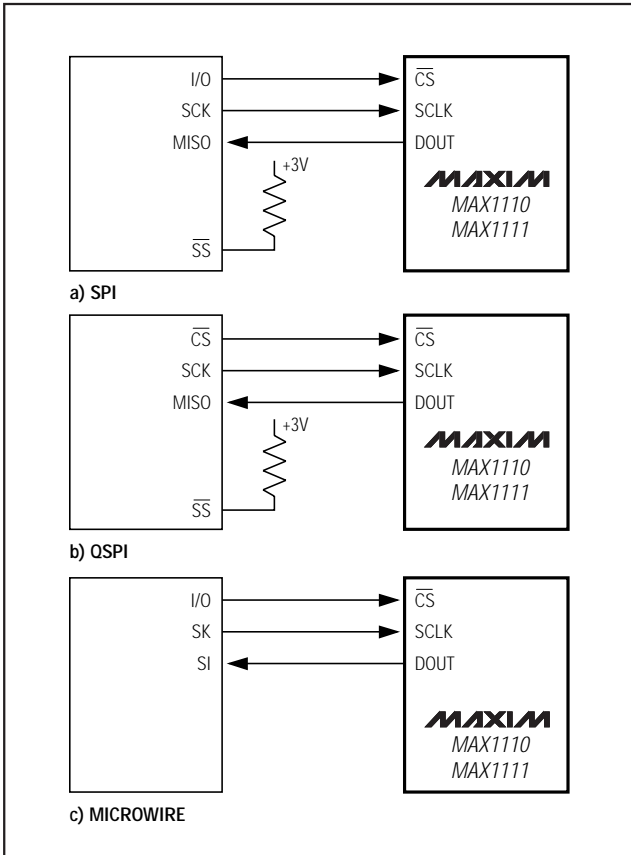 I/O CS
SCK SCLK
MISO DOUT
+3V
SS
MAXIM
MAX1110
MAX1111
a) SPI
CS CS
SCK SCLK
MISO DOUT
+3V
SS
MAXIM
MAX1110
MAX1111
b) QSPI
I/O CS
SK SCLK
SI DOUT
MAXIM
MAX1110
MAX1111
c) MICROWIRE